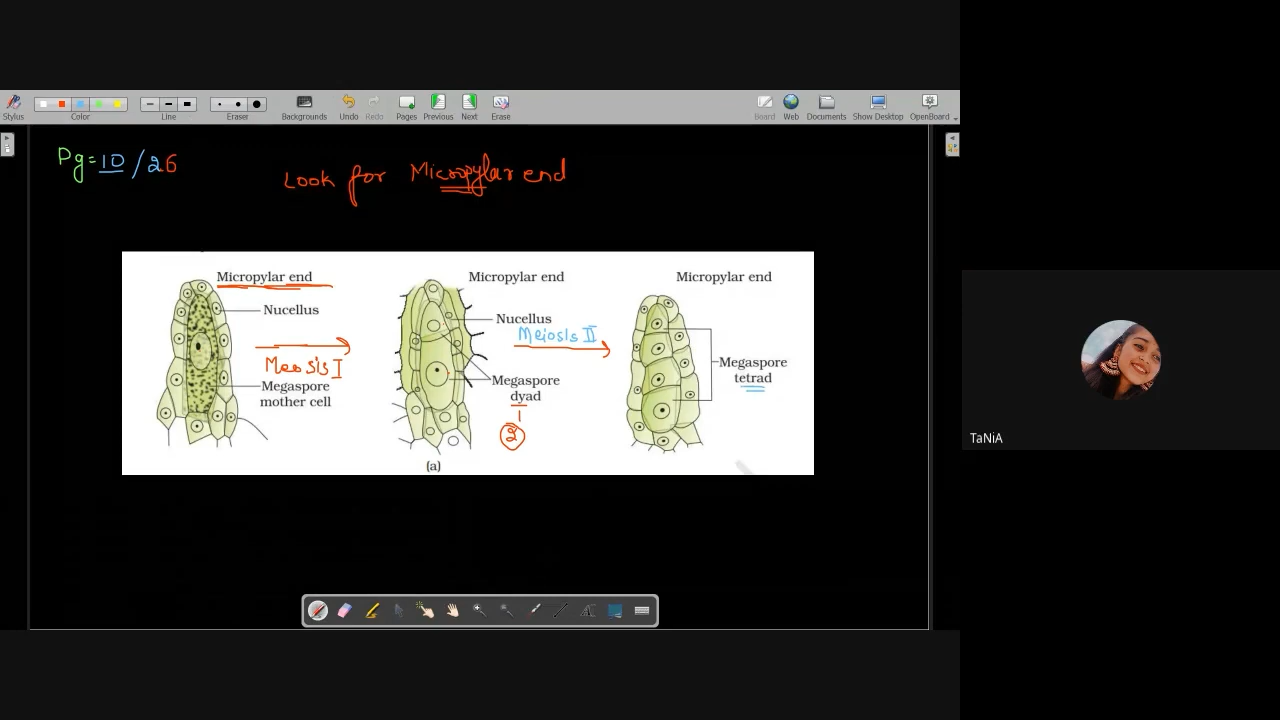 Stylus Color Line Eraser Backgrounds Undo Redo Pages Previous Next Erase Board Web Documents Show Desktop OpenBoard
Pg=10/26
Look for Micropylar end
Micropylar end
Nucellus
Meosis I
Megaspore
mother cell
Micropylar end
Nucellus
Meiosis II
Megaspore
dyad
2
(a)
Micropylar end
Megaspore
tetrad
TaNiA